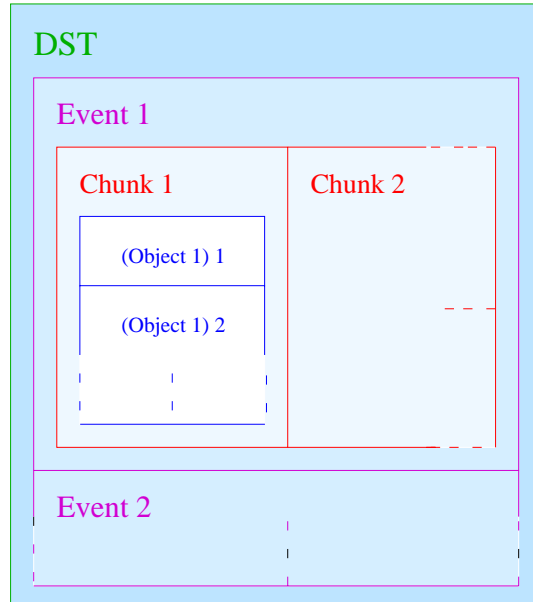 DST
Event 1
Chunk 1
Chunk 2
(Object 1) 1
(Object 1) 2
Event 2